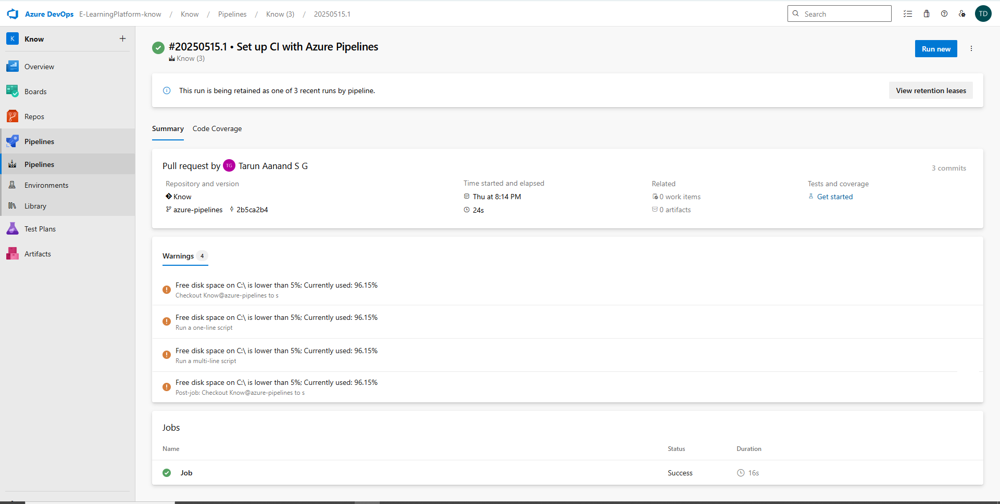 Azure DevOps E-LearningPlatform-know / Know / Pipelines / Know (3) / 20250515.1
Search
TD
K Know
Overview
Boards
Repos
Pipelines
Pipelines
Environments
Library
Test Plans
Artifacts
#20250515.1 • Set up CI with Azure Pipelines
Know (3)
Run new
This run is being retained as one of 3 recent runs by pipeline.
View retention leases
Summary Code Coverage
Pull request by TG Tarun Aanand S G
3 commits
Repository and version
Know
azure-pipelines 2b5ca2b4
Time started and elapsed
Thu at 8:14 PM
24s
Related
0 work items
0 artifacts
Tests and coverage
Get started
Warnings 4
Free disk space on C:\ is lower than 5%; Currently used: 96.15%
Checkout Know@azure-pipelines to s
Free disk space on C:\ is lower than 5%; Currently used: 96.15%
Run a one-line script
Free disk space on C:\ is lower than 5%; Currently used: 96.15%
Run a multi-line script
Free disk space on C:\ is lower than 5%; Currently used: 96.15%
Post-job: Checkout Know@azure-pipelines to s
Jobs
Name Status Duration
Job Success 16s